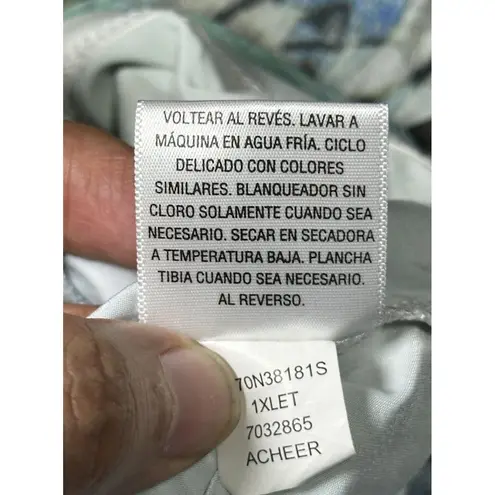 VOLTEAR AL REVÉS. LAVAR A
MÁQUINA EN AGUA FRÍA. CICLO
DELICADO CON COLORES
SIMILARES. BLANQUEADOR SIN
CLORO SOLAMENTE CUANDO SEA
NECESARIO. SECAR EN SECADORA
A TEMPERATURA BAJA. PLANCHA
TIBIA CUANDO SEA NECESARIO.
AL REVERSO.
70N38181S
1XLET
7032865
ACHEER